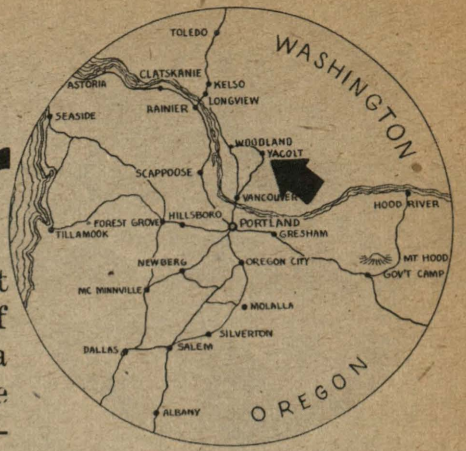 TOLEDO
WASHINGTON
CLATSKANIE
ASTORIA
KELSO
LONGVIEW
RAINIER
SEASIDE
WOODLAND
YACOLT
SCAPPOOSE
VANCOUVER
HOOD RIVER
FOREST GROVE
HILLSBORO
PORTLAND
TILLAMOOK
GRESHAM
NEWBERG
OREGON CITY
MT HOOD
GOV'T CAMP
MC MINNVILLE
MOLALLA
SILVERTON
DALLAS
SALEM
ALBANY
OREGON
t
f
a
e
-